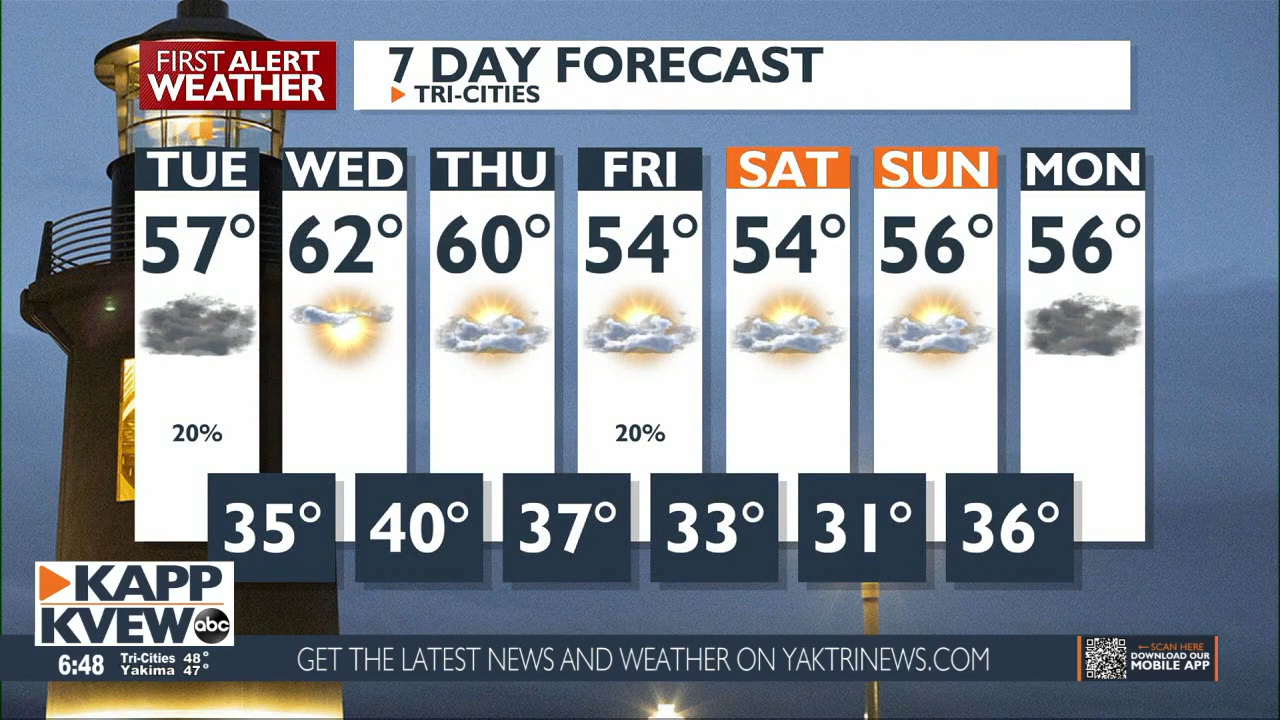 FIRST ALERT
WEATHER
7 DAY FORECAST
TRI-CITIES
TUE WED THU FRI SAT SUN MON
57° 62° 60° 54° 54° 56° 56°
20% 20%
35° 40° 37° 33° 31° 36°
KAPP
KVEW abc
6:48
Tri-Cities 48°
Yakima 47°
GET THE LATEST NEWS AND WEATHER ON YAKTRINEWS.COM
SCAN HERE
DOWNLOAD OUR
MOBILE APP